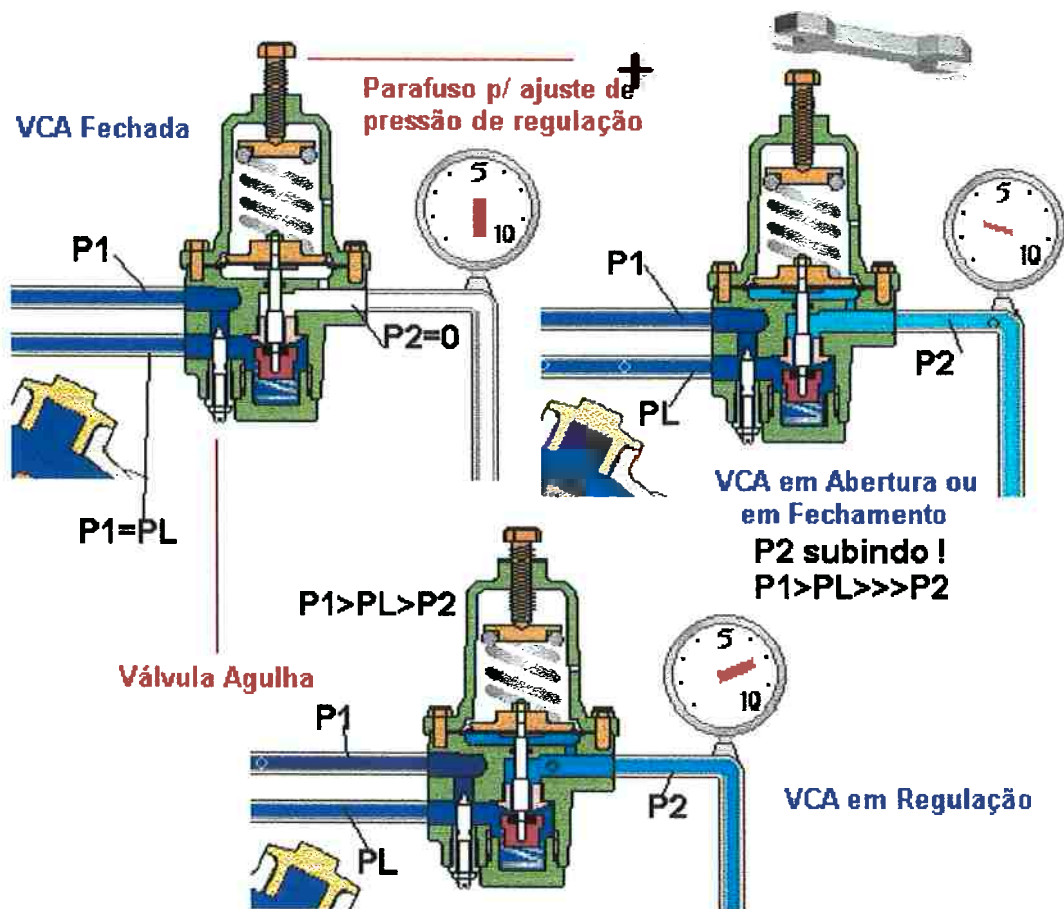 Parafuso p/ ajuste de
pressão de regulação
+
VCA Fechada
5
10
P1
P2=0
P1=PL
5
10
P1
P2
PL
VCA em Abertura ou
em Fechamento
P2 subindo !
P1>PL>>>P2
P1>PL>P2
Válvula Agulha
5
10
P1
P2
PL
VCA em Regulação